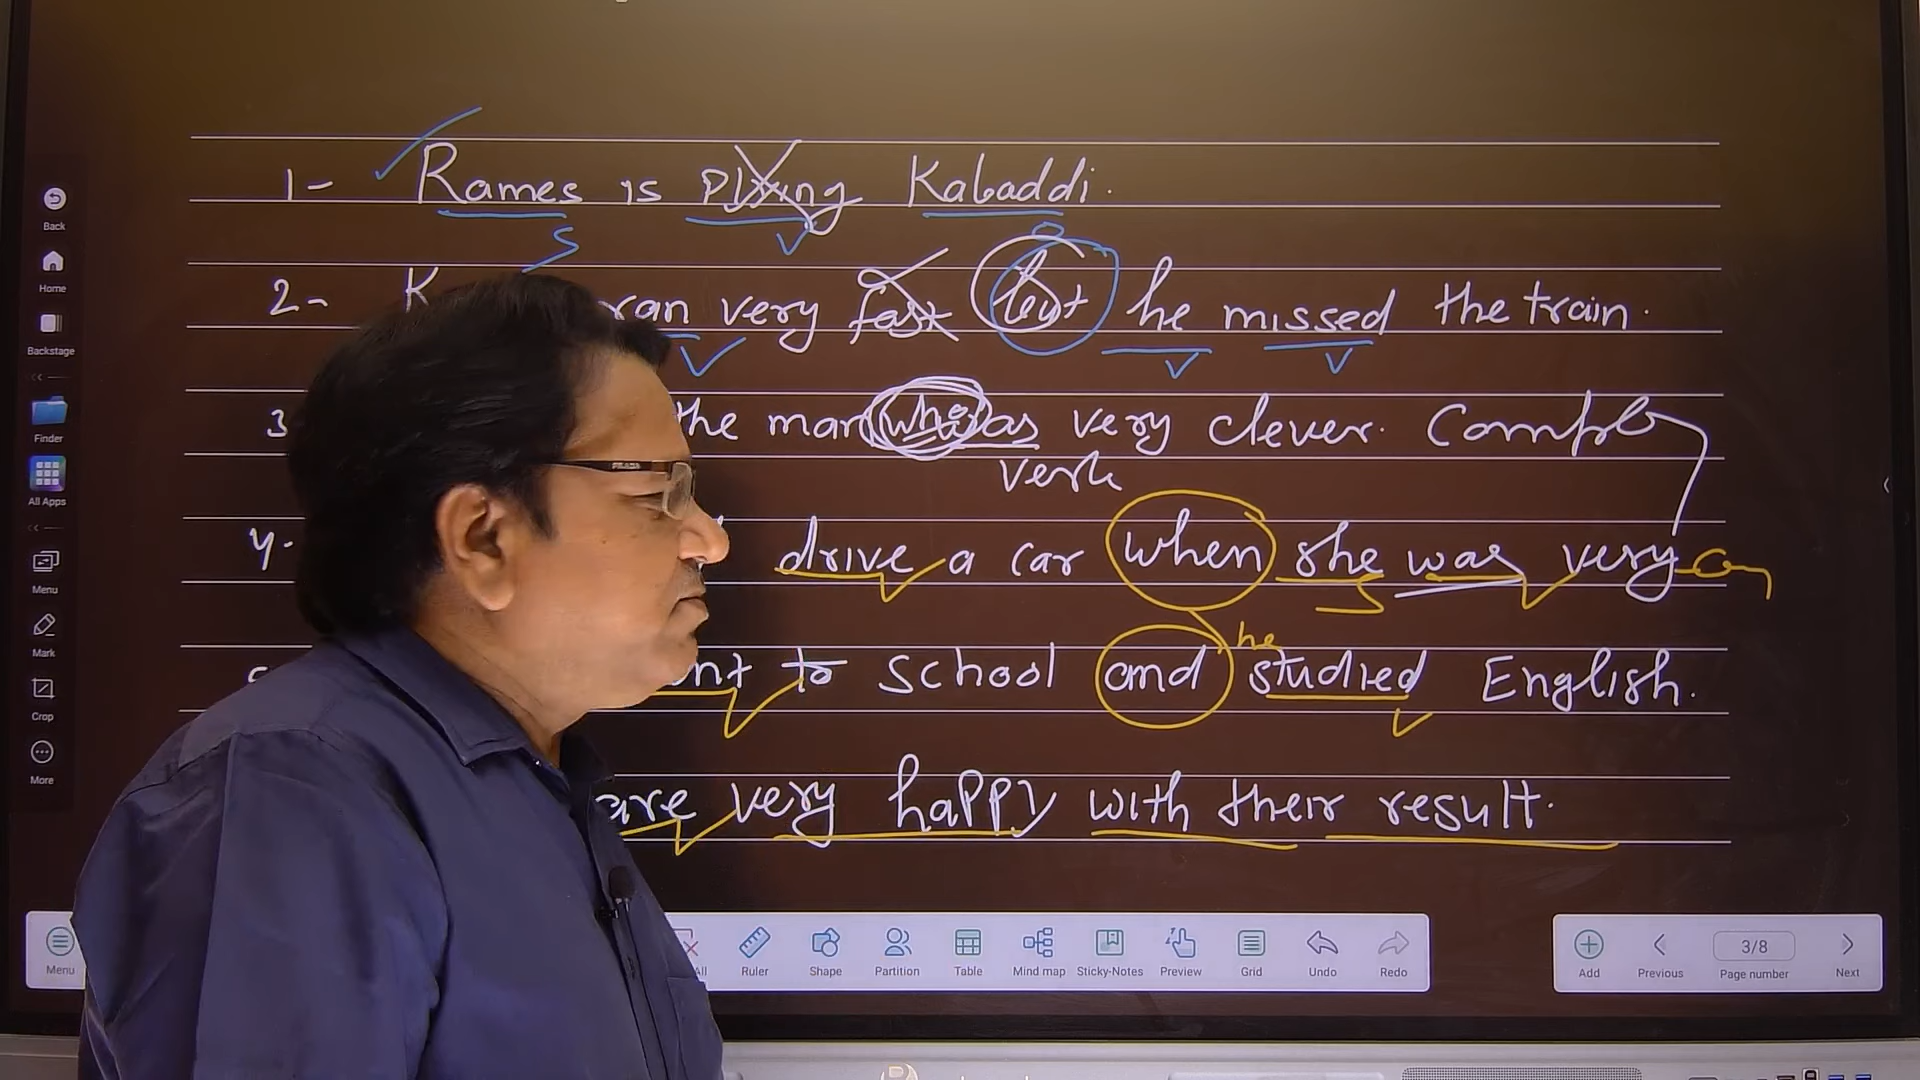 1- Rames is plying Kabaddi.
S V O
2- K ran very fast but he missed the train.
V V V
3 the man who was very clever. Comple
verb
4- drive a car when she was very
S V
he
nt to school and studied English.
V V
are very happy with their result.
V
Back
Home
Backstage
Finder
All Apps
Menu
Mark
Crop
More
PRADA
Menu
All
Ruler
Shape
Partition
Table
Mind map
Sticky-Notes
Preview
Grid
Undo
Redo
Add
Previous
3/8
Page number
Next